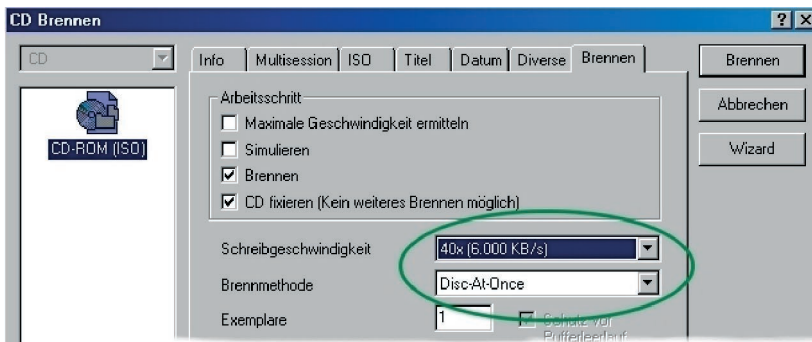 CD Brennen
CD
Info Multisession ISO Titel Datum Diverse Brennen
Brennen
Abbrechen
Wizard
CD-ROM (ISO)
Arbeitsschritt
Maximale Geschwindigkeit ermitteln
Simulieren
Brennen
CD fixieren (Kein weiteres Brennen möglich)
Schreibgeschwindigkeit 40x (6.000 KB/s)
Brennmethode Disc-At-Once
Exemplare 1 Schutz vor
Pufferleerlauf